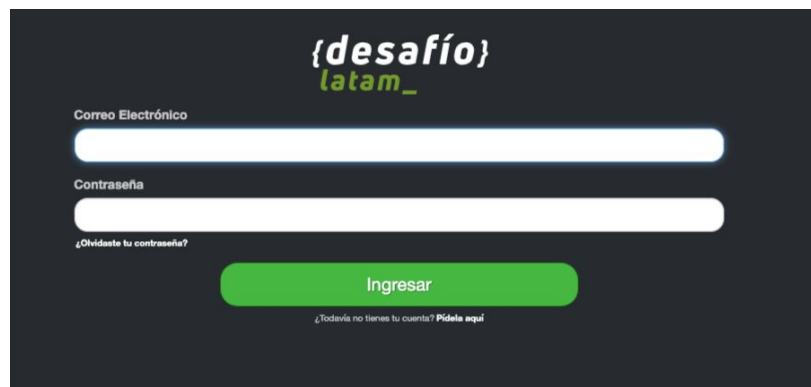 {desafío}
latam_
Correo Electrónico
Contraseña
¿Olvidaste tu contraseña?
Ingresar
¿Todavía no tienes tu cuenta? Pídela aquí